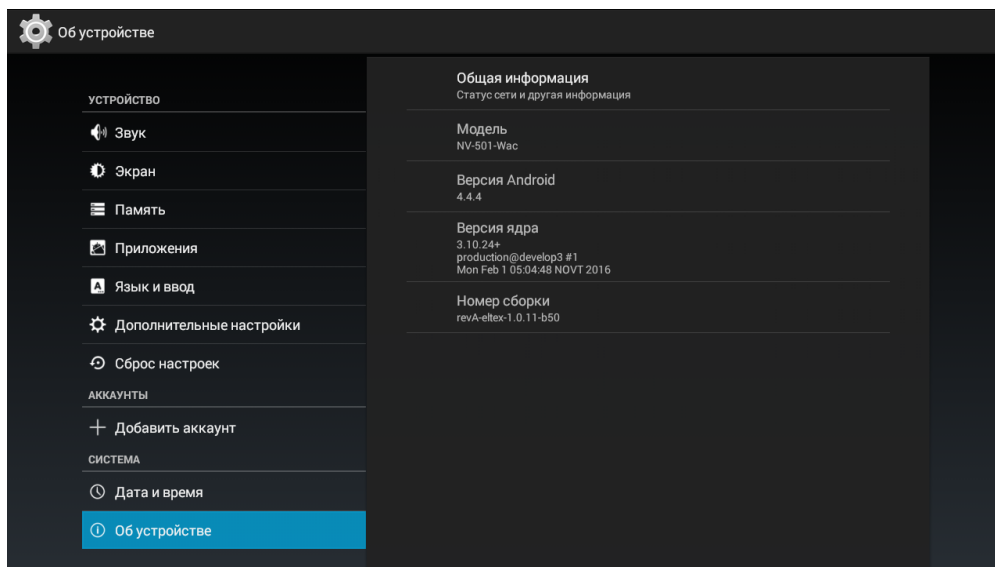 Об устройстве
УСТРОЙСТВО
Звук
Экран
Память
Приложения
Язык и ввод
Дополнительные настройки
Сброс настроек
АККАУНТЫ
Добавить аккаунт
СИСТЕМА
Дата и время
Об устройстве
Общая информация
Статус сети и другая информация
Модель
NV-501-Wac
Версия Android
4.4.4
Версия ядра
3.10.24+
production@develop3 #1
Mon Feb 1 05:04:48 NOVT 2016
Номер сборки
revA-eltex-1.0.11-b50